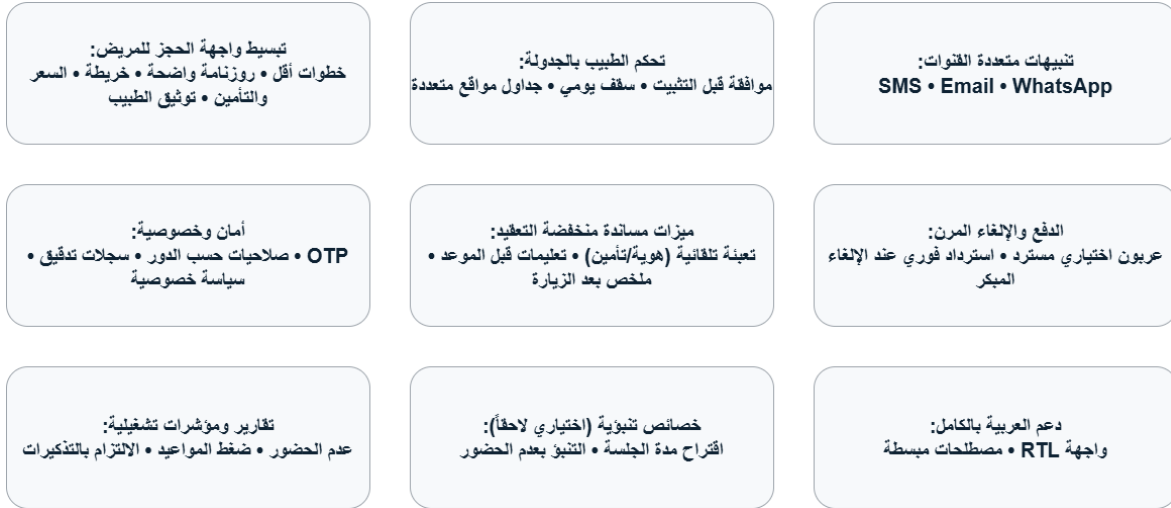 تنبيهات متعددة القنوات:
SMS • Email • WhatsApp
تحكم الطبيب بالجدولة:
موافقة قبل التثبيت • سقف يومي • جداول مواقع متعددة
تبسيط واجهة الحجز للمريض:
خطوات أقل • روزنامة واضحة • خريطة • السعر
والتأمين • توثيق الطبيب
الدفع والإلغاء المرن:
عربون اختياري مسترد • استرداد فوري عند الإلغاء
المبكر
ميزات مساندة منخفضة التعقيد:
تعبئة تلقائية (هوية/تأمين) • تعليمات قبل الموعد •
ملخص بعد الزيارة
أمان وخصوصية:
OTP • صلاحيات حسب الدور • سجلات تدقيق •
سياسة خصوصية
دعم العربية بالكامل:
واجهة RTL • مصطلحات مبسطة
خصائص تنبؤية (اختياري لاحقاً):
اقتراح مدة الجلسة • التنبؤ بعدم الحضور
تقارير ومؤشرات تشغيلية:
عدم الحضور • ضغط المواعيد • الالتزام بالتذكيرات